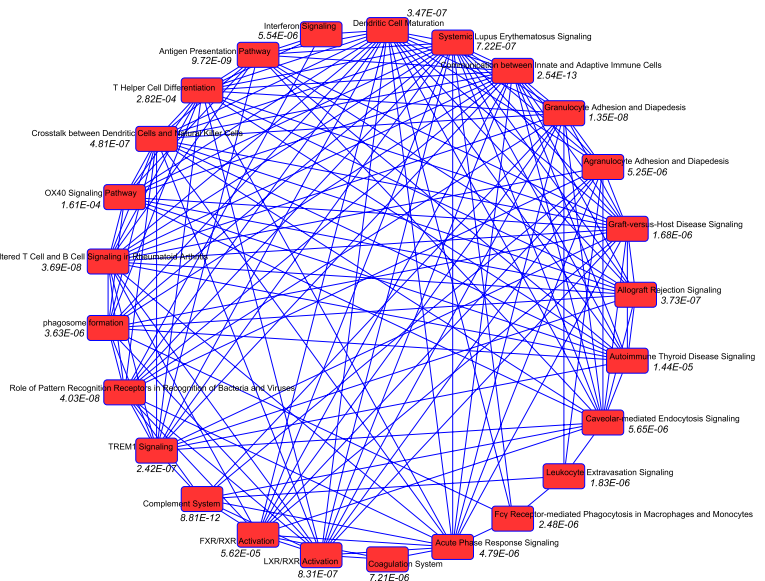 3.47E-07
Dendritic Cell Maturation
Interferon Signaling
5.54E-06
Systemic Lupus Erythematosus Signaling
7.22E-07
Antigen Presentation Pathway
9.72E-09
Communication between Innate and Adaptive Immune Cells
2.54E-13
T Helper Cell Differentiation
2.82E-04
Granulocyte Adhesion and Diapedesis
1.35E-08
Crosstalk between Dendritic Cells and Natural Killer Cells
4.81E-07
Agranulocyte Adhesion and Diapedesis
5.25E-06
OX40 Signaling Pathway
1.61E-04
Graft-versus-Host Disease Signaling
1.68E-06
ltered T Cell and B Cell Signaling in Rheumatoid Arthritis
3.69E-08
Allograft Rejection Signaling
3.73E-07
phagosome formation
3.63E-06
Autoimmune Thyroid Disease Signaling
1.44E-05
Role of Pattern Recognition Receptors in Recognition of Bacteria and Viruses
4.03E-08
Caveolar-mediated Endocytosis Signaling
5.65E-06
TREM1 Signaling
2.42E-07
Leukocyte Extravasation Signaling
1.83E-06
Complement System
8.81E-12
Fcγ Receptor-mediated Phagocytosis in Macrophages and Monocytes
2.48E-06
FXR/RXR Activation
5.62E-05
Acute Phase Response Signaling
4.79E-06
LXR/RXR Activation
8.31E-07
Coagulation System
7.21E-06